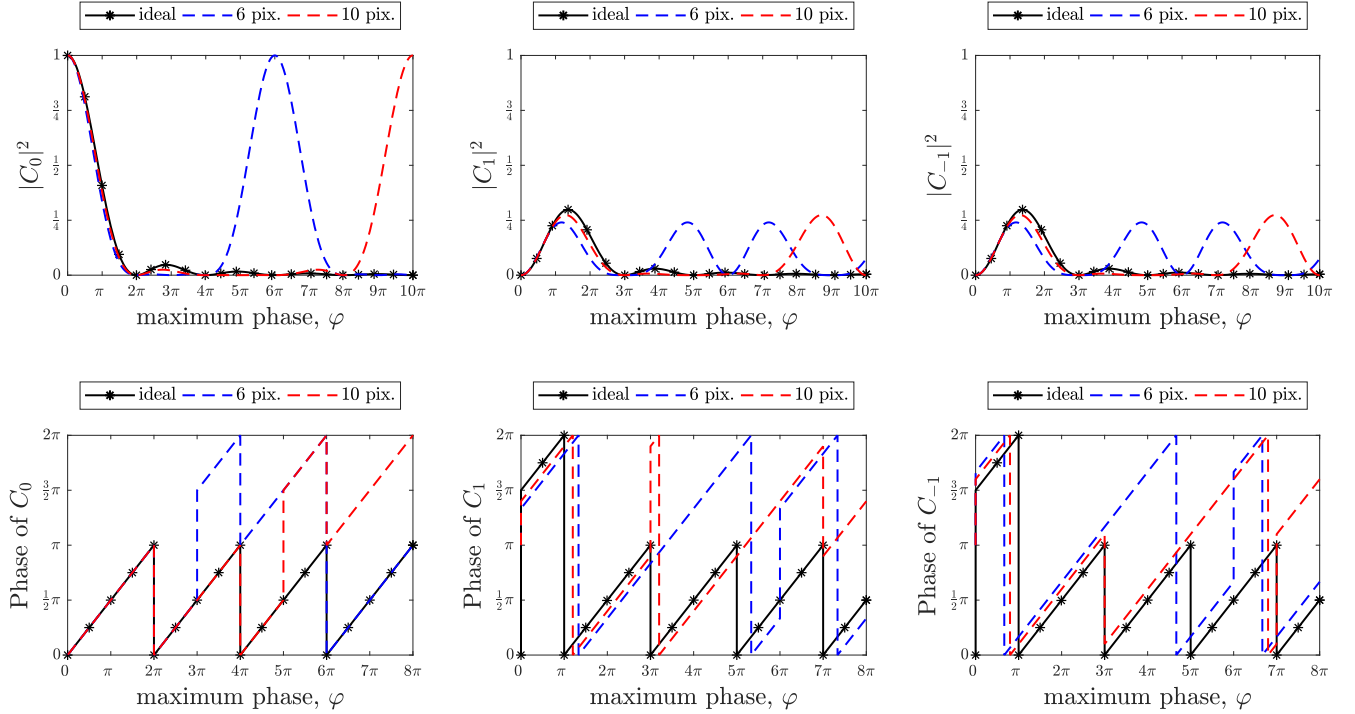 ideal 6 pix. 10 pix.
ideal 6 pix. 10 pix.
ideal 6 pix. 10 pix.
|C₀|²
1
3/4
1/2
1/4
0
0 π 2π 3π 4π 5π 6π 7π 8π 9π 10π
maximum phase, φ
|C₁|²
1
3/4
1/2
1/4
0
0 π 2π 3π 4π 5π 6π 7π 8π 9π 10π
maximum phase, φ
|C₋₁|²
1
3/4
1/2
1/4
0
0 π 2π 3π 4π 5π 6π 7π 8π 9π 10π
maximum phase, φ
ideal 6 pix. 10 pix.
ideal 6 pix. 10 pix.
ideal 6 pix. 10 pix.
Phase of C₀
2π
3/2π
π
1/2π
0
0 π 2π 3π 4π 5π 6π 7π 8π
maximum phase, φ
Phase of C₁
2π
3/2π
π
1/2π
0
0 π 2π 3π 4π 5π 6π 7π 8π
maximum phase, φ
Phase of C₋₁
2π
3/2π
π
1/2π
0
0 π 2π 3π 4π 5π 6π 7π 8π
maximum phase, φ